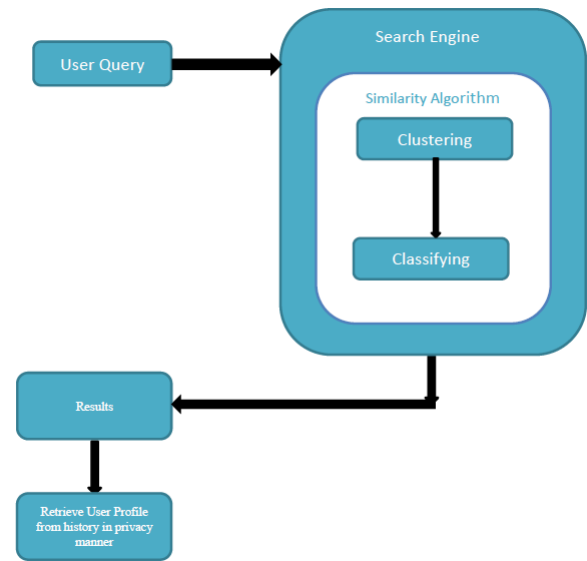 Search Engine
User Query
Similarity Algorithm
Clustering
Classifying
Results
Retrieve User Profile
from history in privacy
manner